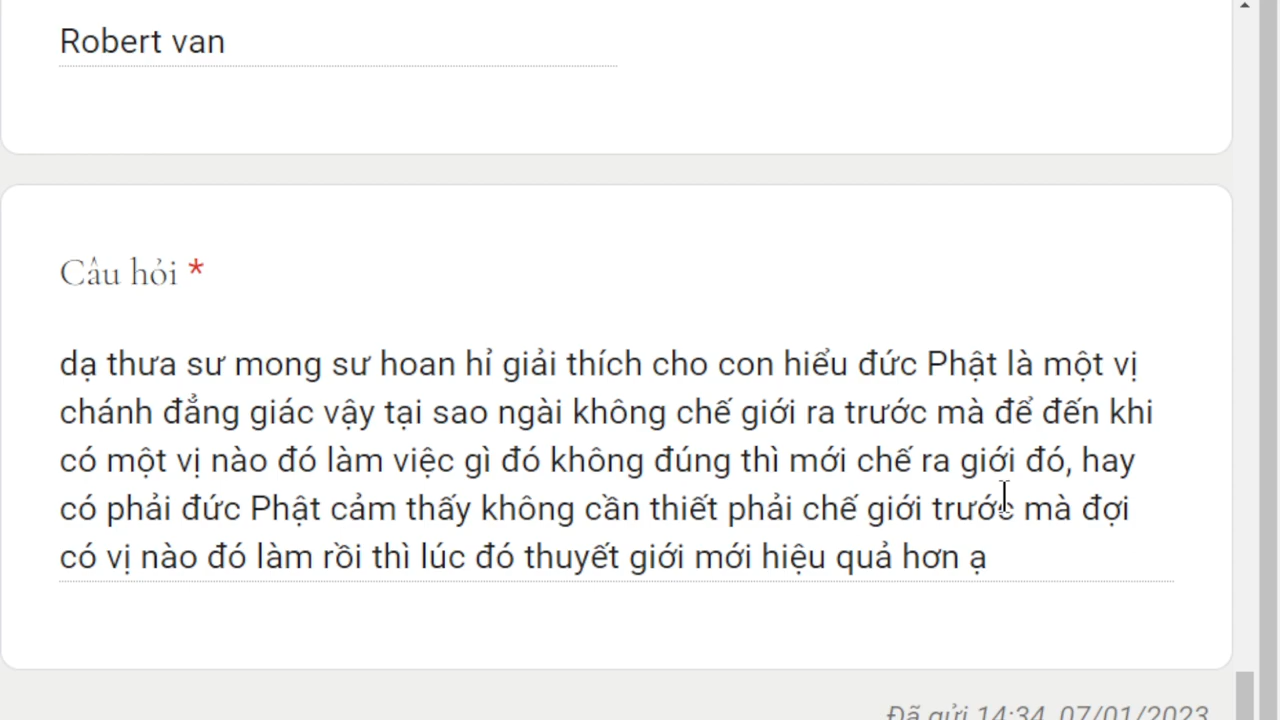 Robert van
Câu hỏi *
dạ thưa sư mong sư hoan hỉ giải thích cho con hiểu đức Phật là một vị
chánh đẳng giác vậy tại sao ngài không chế giới ra trước mà để đến khi
có một vị nào đó làm việc gì đó không đúng thì mới chế ra giới đó, hay
có phải đức Phật cảm thấy không cần thiết phải chế giới trước mà đợi
có vị nào đó làm rồi thì lúc đó thuyết giới mới hiệu quả hơn ạ
Đã gửi 14:34, 07/01/2023